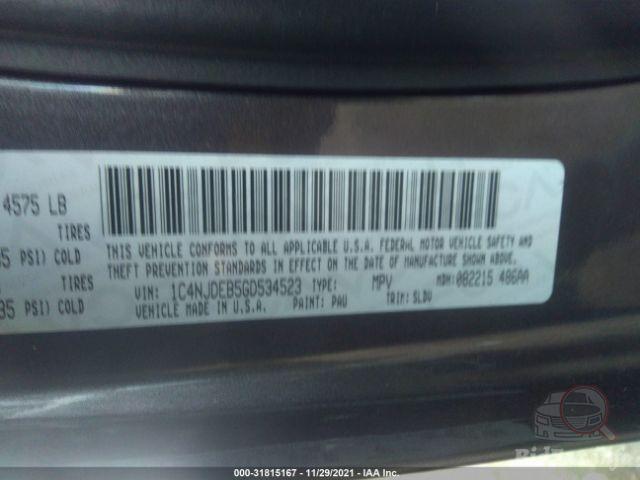 4575 LB
TIRES
35 PSI) COLD
TIRES
35 PSI) COLD
THIS VEHICLE CONFORMS TO ALL APPLICABLE U.S.A. FEDERAL MOTOR VEHICLE SAFETY AND
THEFT PREVENTION STANDARDS IN EFFECT ON THE DATE OF MANUFACTURE SHOWN ABOVE.
VIN: 1C4NJDEB5GD534523 TYPE: MPV MDH: 082215 486AA
VEHICLE MADE IN U.S.A. PAINT: PAU TRIM: SLDV
000-31815167 - 11/29/2021 - IAA Inc.